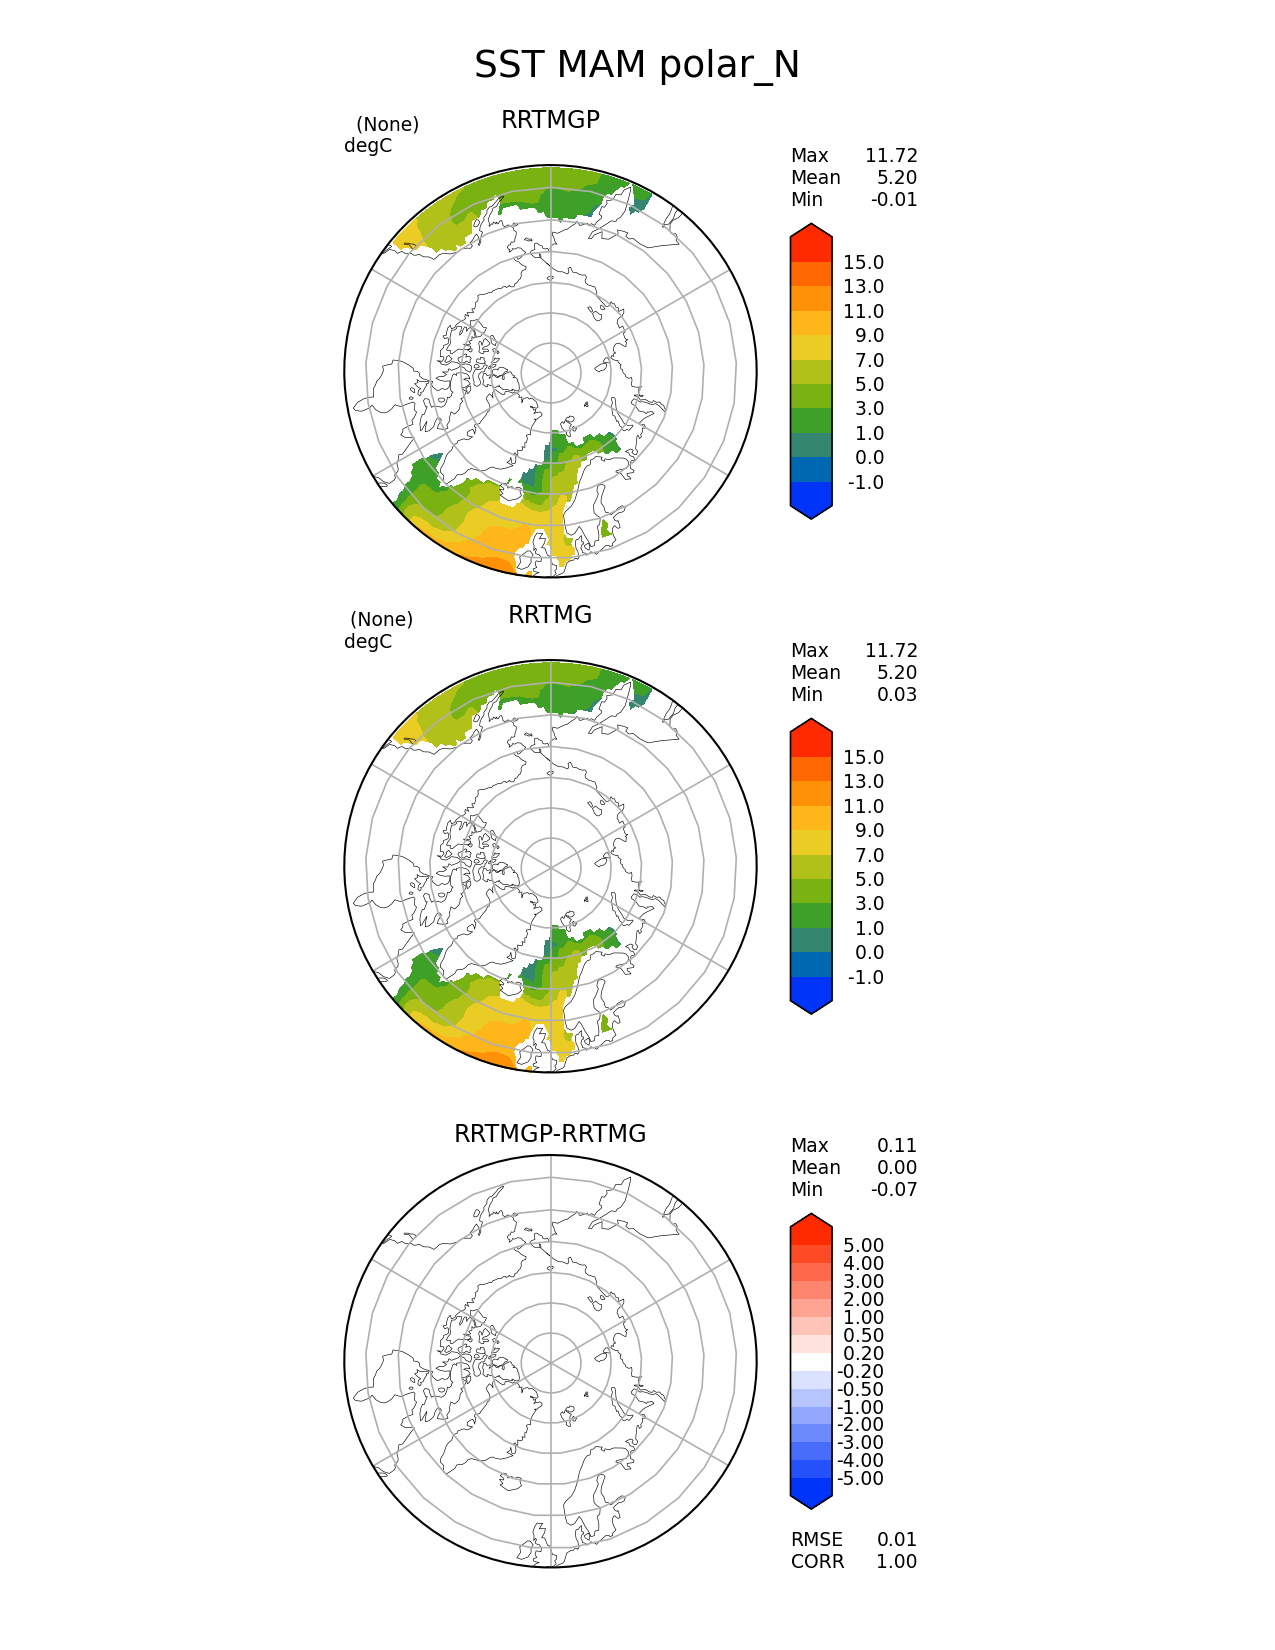 SST MAM polar_N
RRTMGP
(None)
degC
Max 11.72
Mean 5.20
Min -0.01
15.0
13.0
11.0
9.0
7.0
5.0
3.0
1.0
0.0
-1.0
RRTMG
(None)
degC
Max 11.72
Mean 5.20
Min 0.03
15.0
13.0
11.0
9.0
7.0
5.0
3.0
1.0
0.0
-1.0
RRTMGP-RRTMG
Max 0.11
Mean 0.00
Min -0.07
5.00
4.00
3.00
2.00
1.00
0.50
0.20
-0.20
-0.50
-1.00
-2.00
-3.00
-4.00
-5.00
RMSE 0.01
CORR 1.00